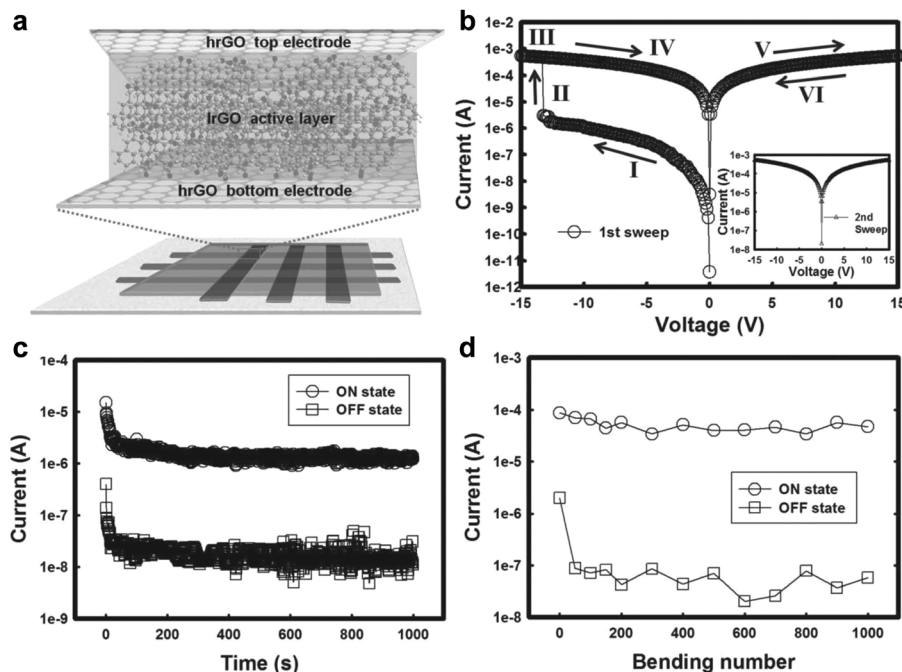 a
hrGO top electrode
lrGO active layer
hrGO bottom electrode
b
1e-2
1e-3
1e-4
1e-5
1e-6
1e-7
1e-8
1e-9
1e-10
1e-11
1e-12
Current (A)
III
IV
V
VI
II
I
1st sweep
-15
-10
-5
0
5
10
15
Voltage (V)
1e-3
1e-4
1e-5
1e-6
1e-7
1e-8
Current (A)
2nd
Sweep
-15 -10 -5 0 5 10 15
Voltage (V)
c
1e-4
1e-5
1e-6
1e-7
1e-8
1e-9
Current (A)
ON state
OFF state
0 200 400 600 800 1000
Time (s)
d
1e-3
1e-4
1e-5
1e-6
1e-7
1e-8
Current (A)
ON state
OFF state
0 200 400 600 800 1000
Bending number